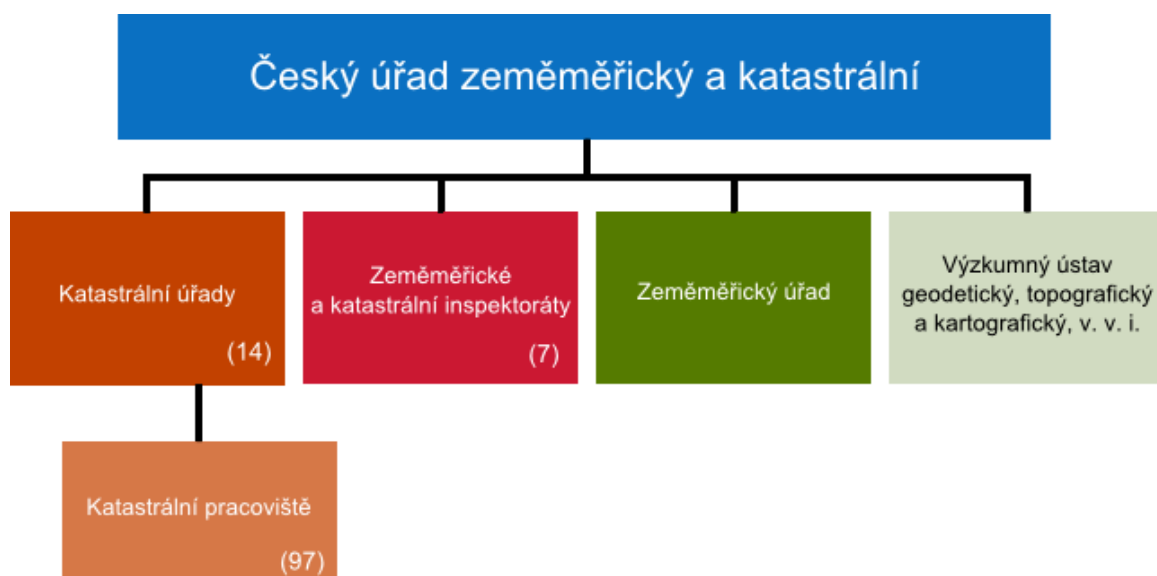 Český úřad zeměměřický a katastrální
Katastrální úřady
(14)
Zeměměřické
a katastrální inspektoráty
(7)
Zeměměřický úřad
Výzkumný ústav
geodetický, topografický
a kartografický, v. v. i.
Katastrální pracoviště
(97)